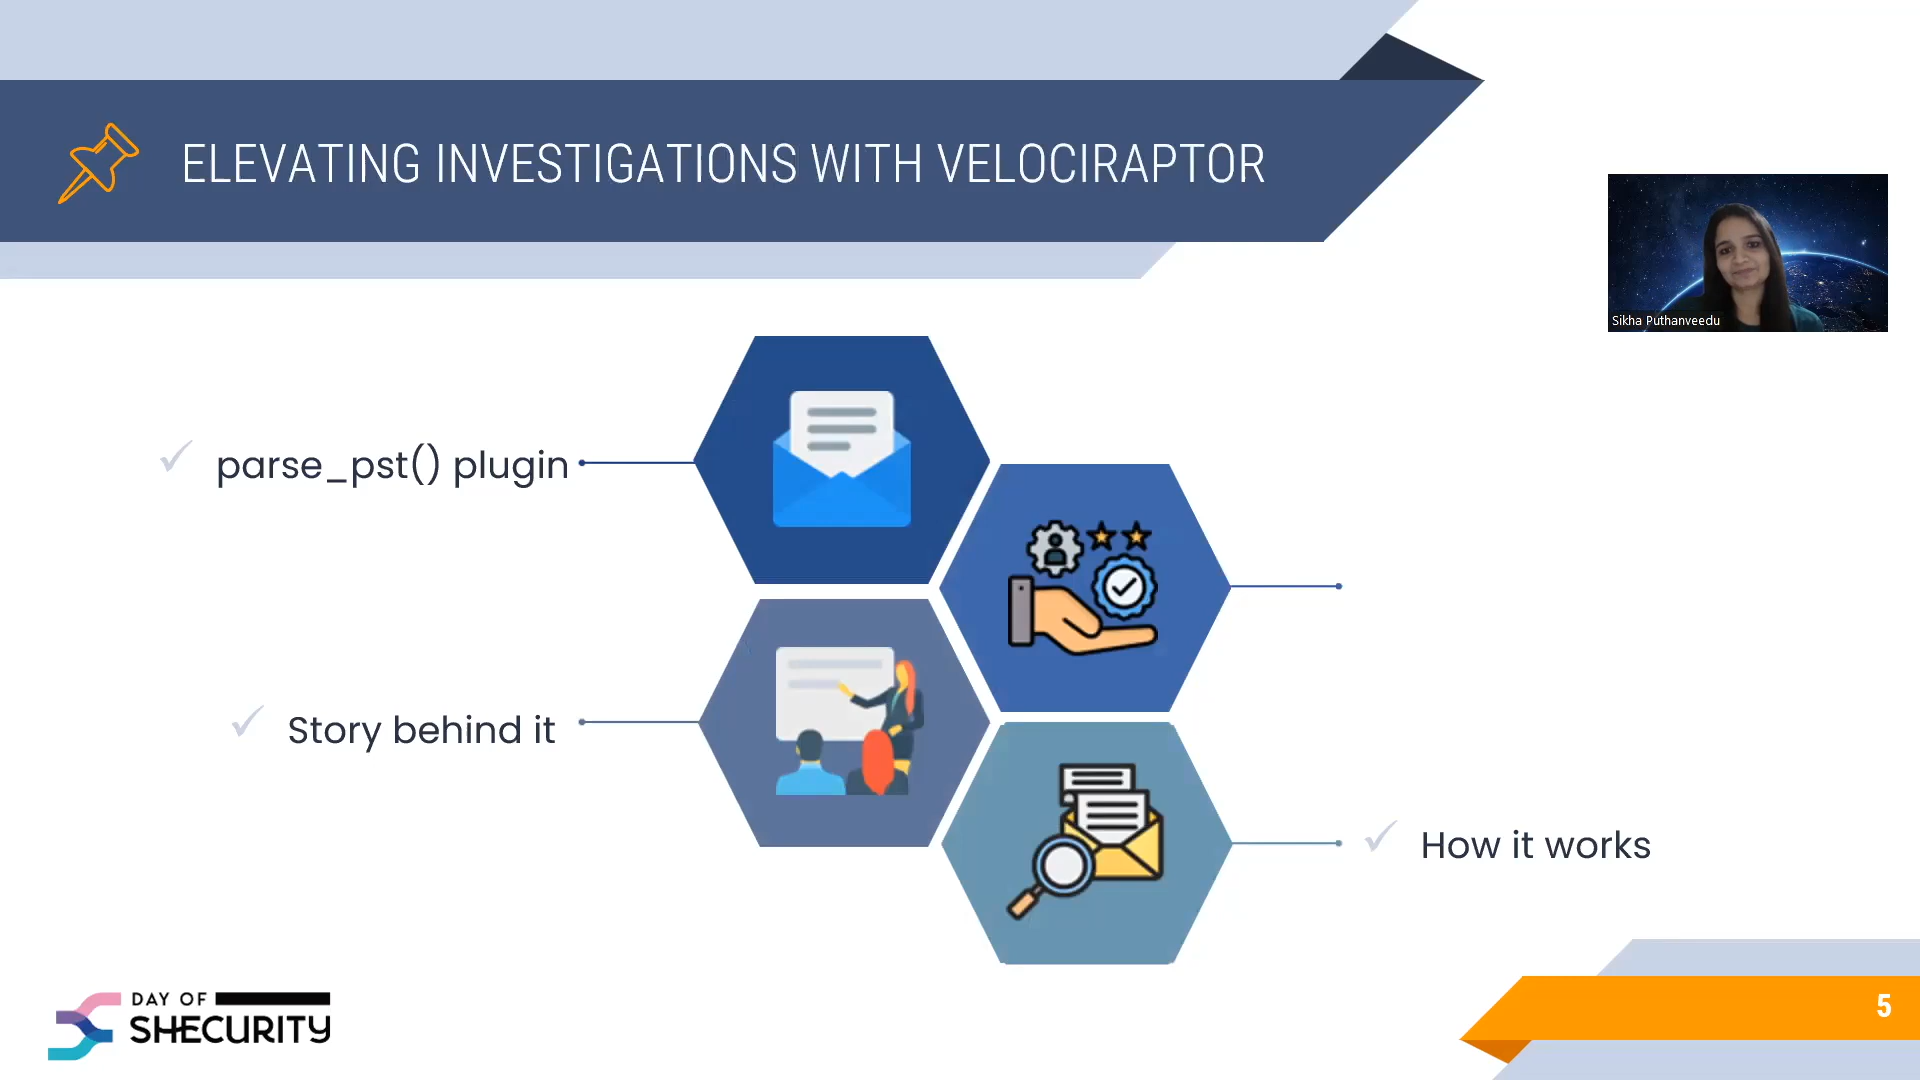 ELEVATING INVESTIGATIONS WITH VELOCIRAPTOR
Sikha Puthanveedu
parse_pst() plugin
Story behind it
How it works
DAY OF
SHECURITY
5